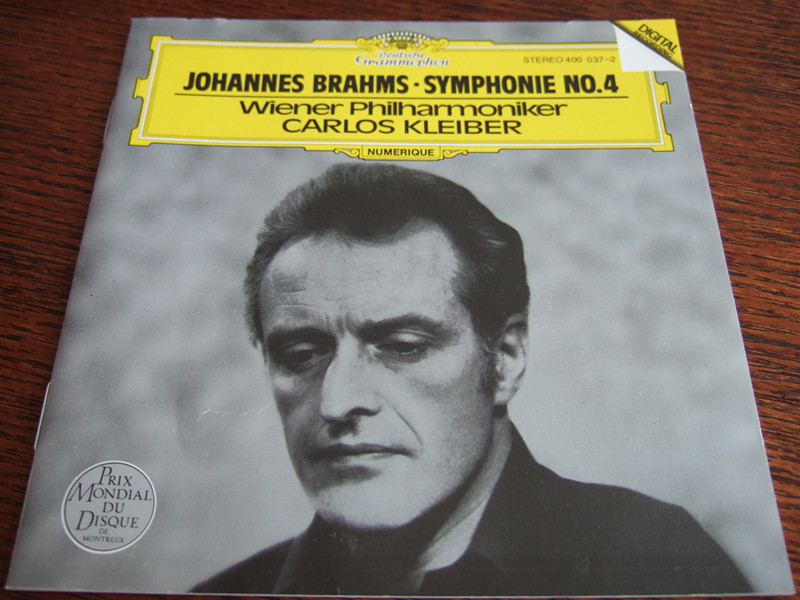 Deutsche
Grammophon
STEREO 400 037-2
DIGITAL
JOHANNES BRAHMS · SYMPHONIE NO. 4
Wiener Philharmoniker
CARLOS KLEIBER
NUMERIQUE
PRIX
MONDIAL
DU
DISQUE
DE
MONTREUX